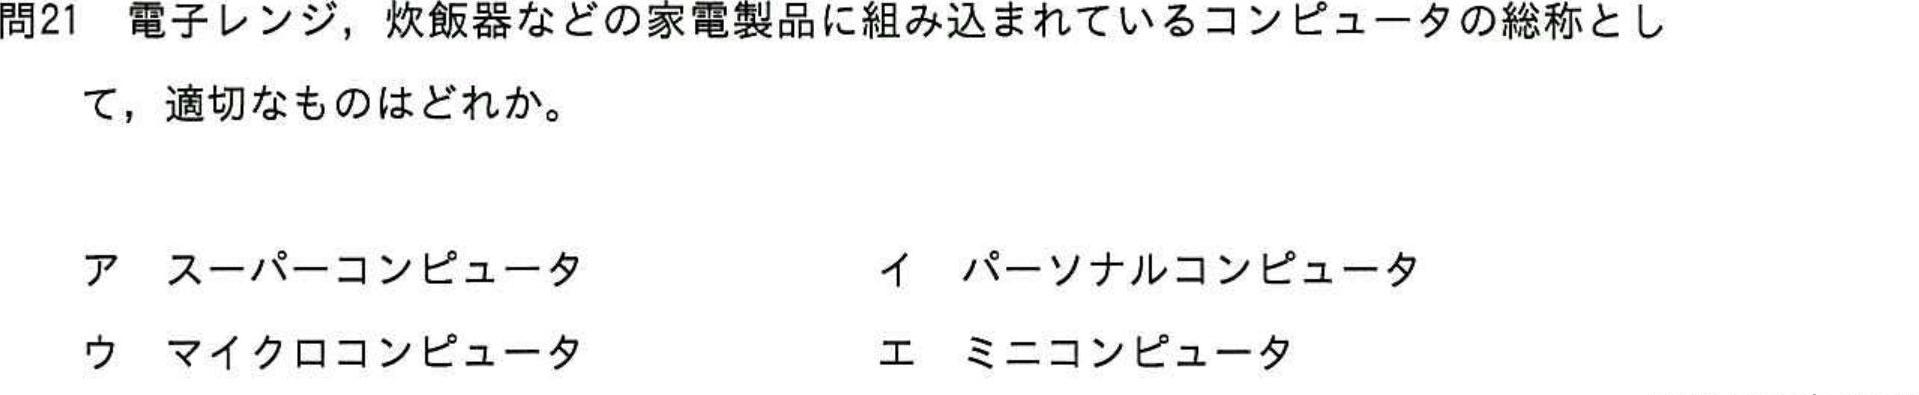 問21 電子レンジ，炊飯器などの家電製品に組み込まれているコンピュータの総称とし
て，適切なものはどれか。
ア スーパーコンピュータ イ パーソナルコンピュータ
ウ マイクロコンピュータ エ ミニコンピュータ